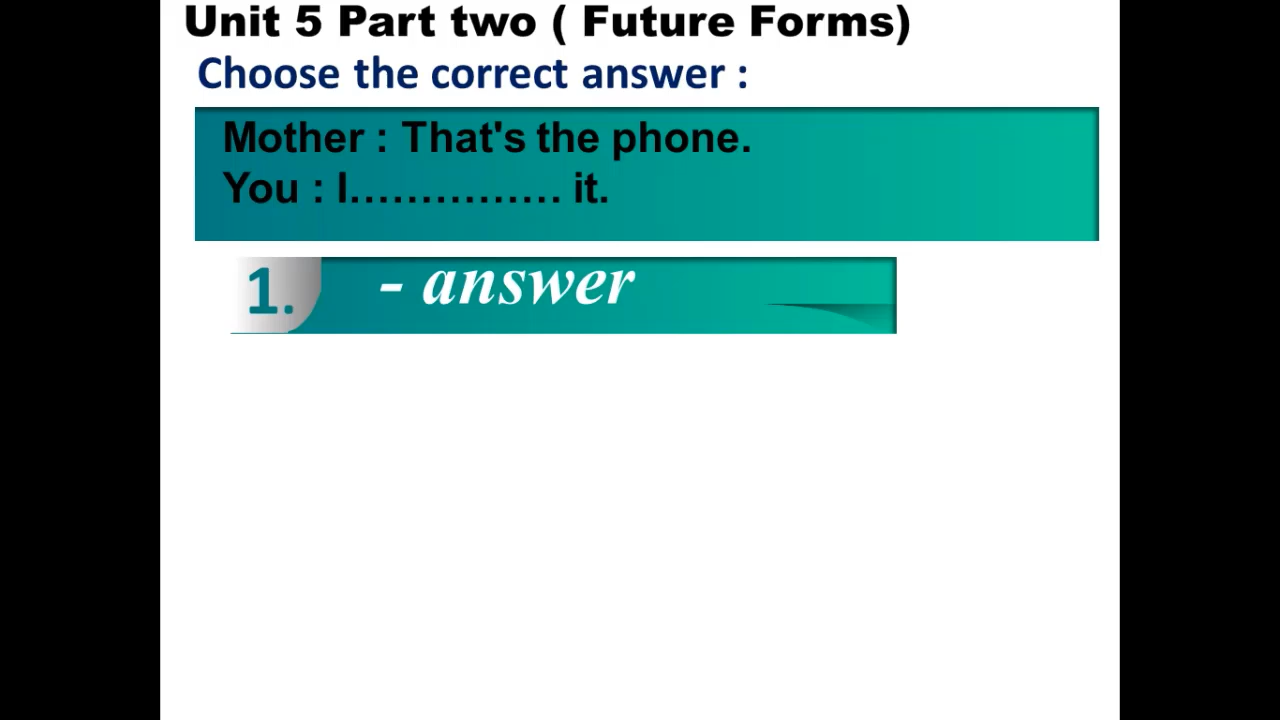 Unit 5 Part two ( Future Forms)
Choose the correct answer :
Mother : That's the phone.
You : I............... it.
1. - answer